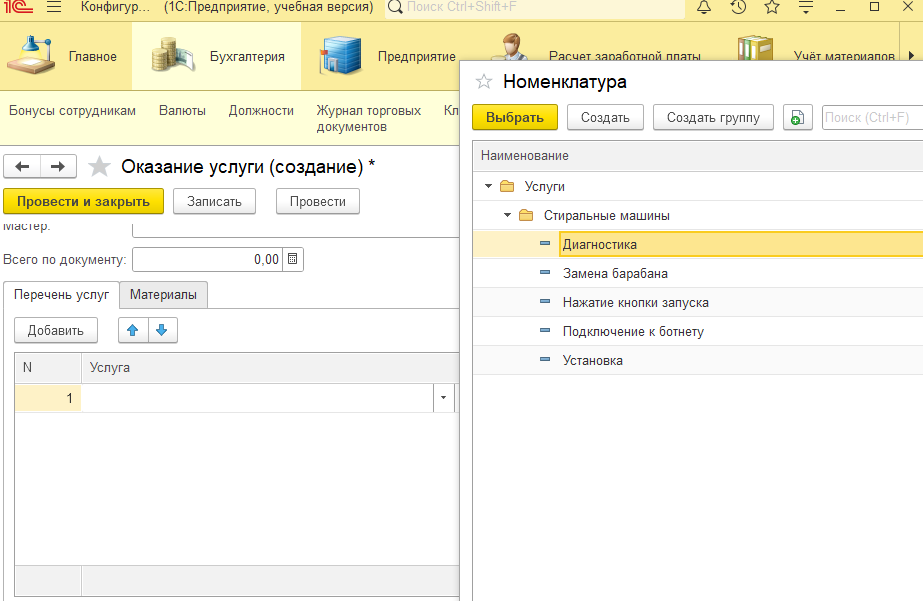 1С Конфигур... (1С:Предприятие, учебная версия) Поиск Ctrl+Shift+F
Главное Бухгалтерия Предприятие Расчет заработной платы Учёт материалов
Бонусы сотрудникам Валюты Должности Журнал торговых документов Кл
Оказание услуги (создание) *
Провести и закрыть Записать Провести
Мастер:
Всего по документу: 0,00
Перечень услуг Материалы
Добавить
N Услуга
1
Номенклатура
Выбрать Создать Создать группу Поиск (Ctrl+F)
Наименование
Услуги
Стиральные машины
Диагностика
Замена барабана
Нажатие кнопки запуска
Подключение к ботнету
Установка